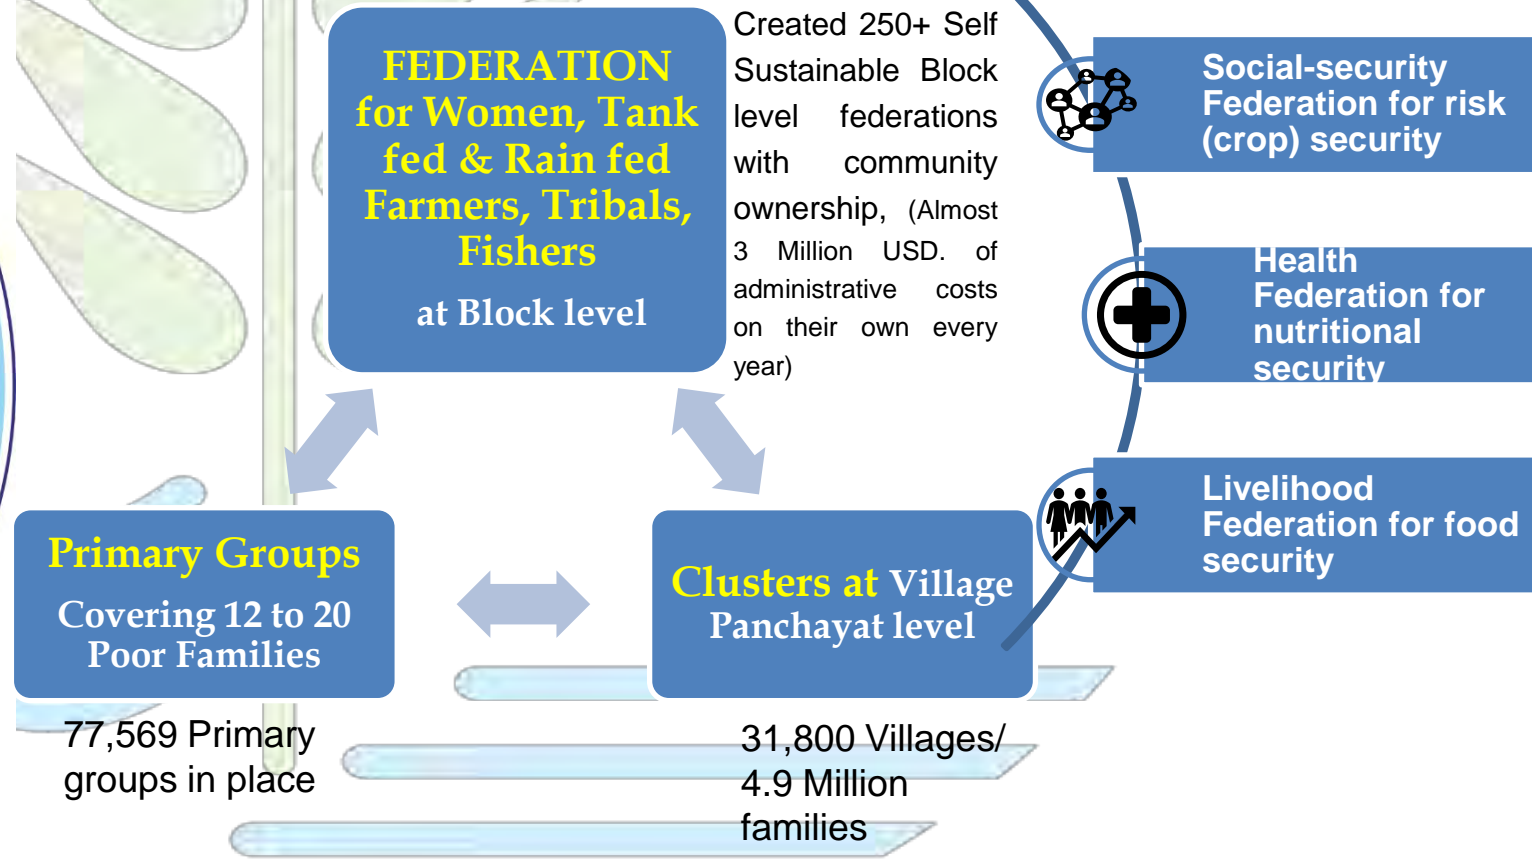 FEDERATION
for Women, Tank
fed & Rain fed
Farmers, Tribals,
Fishers
at Block level
Created 250+ Self
Sustainable Block
level federations
with community
ownership, (Almost
3 Million USD. of
administrative costs
on their own every
year)
Social-security
Federation for risk
(crop) security
Health
Federation for
nutritional
security
Livelihood
Federation for food
security
Primary Groups
Covering 12 to 20
Poor Families
Clusters at Village
Panchayat level
77,569 Primary
groups in place
31,800 Villages/
4.9 Million
families